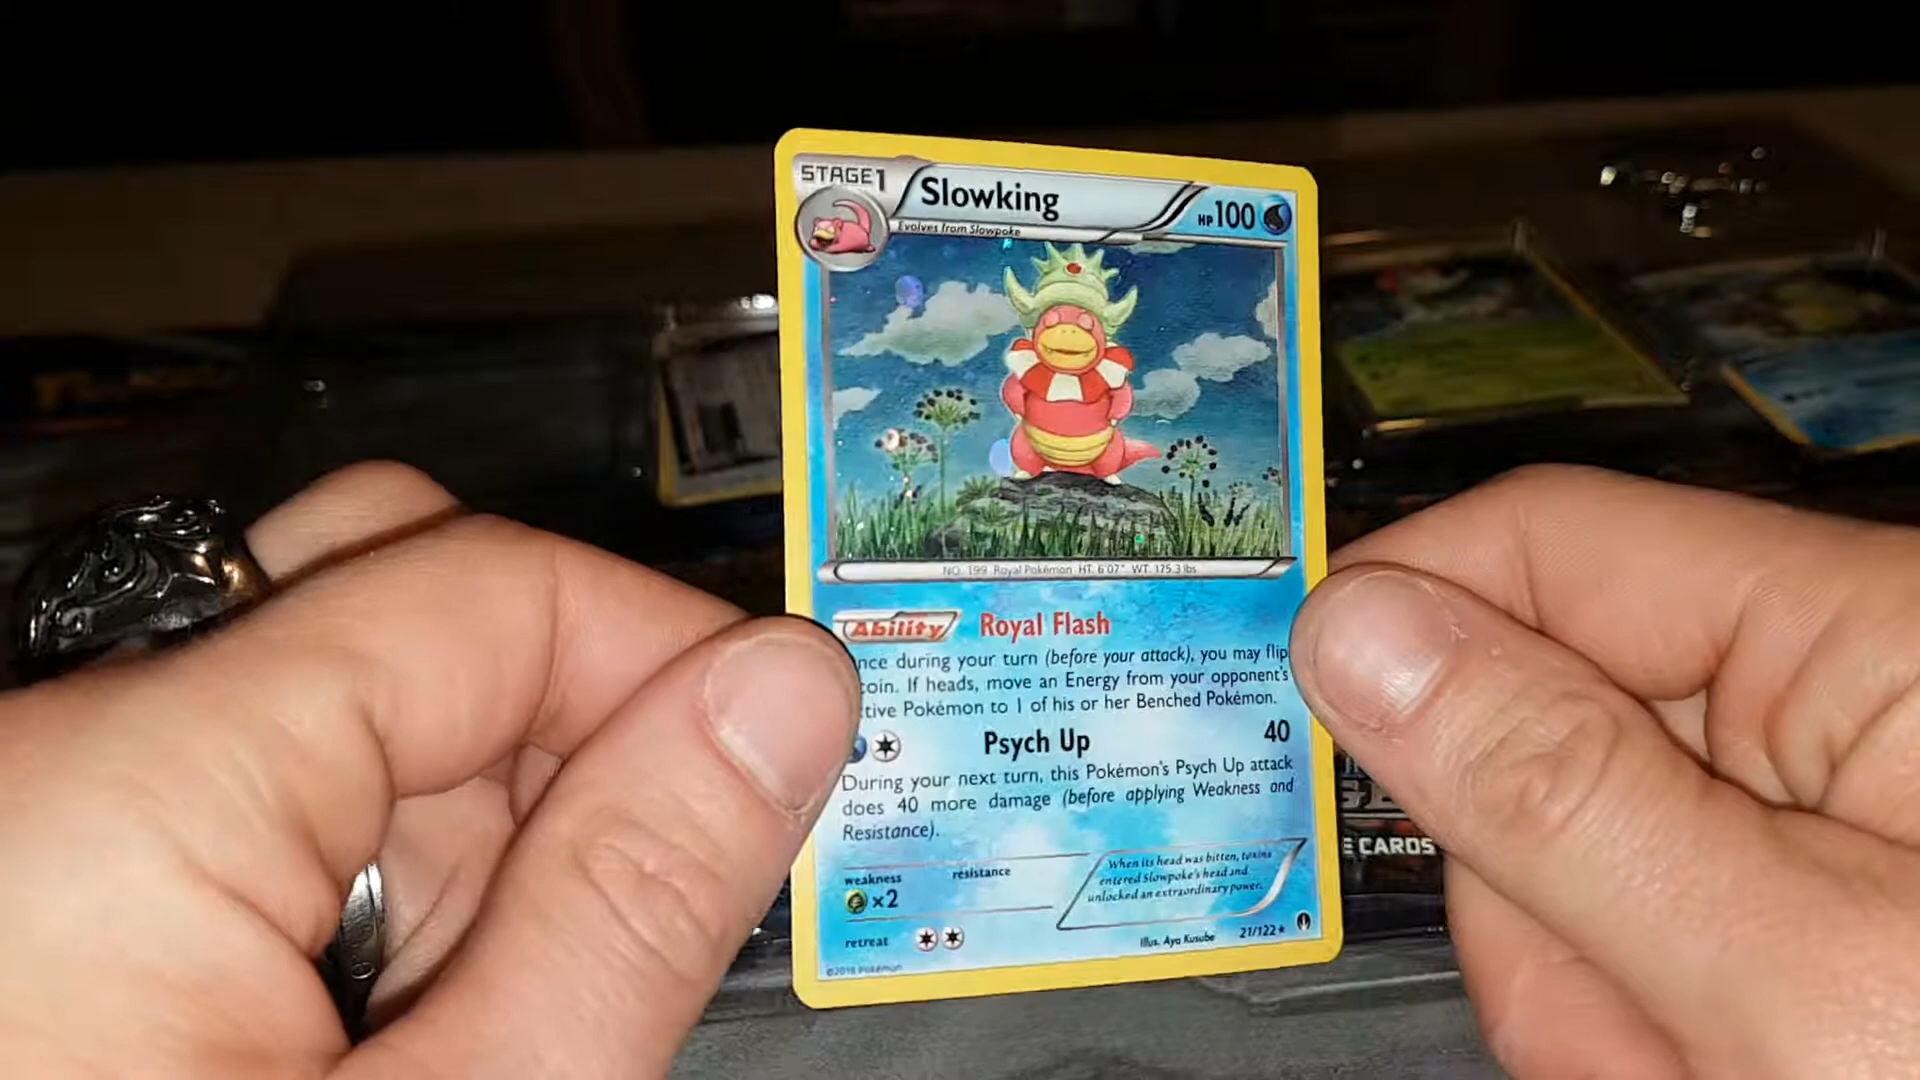 STAGE1
Slowking
HP100
Evolves from Slowpoke
NO. 199 Royal Pokémon HT: 6'07" WT: 175.3 lbs
Ability Royal Flash
nce during your turn (before your attack), you may flip
coin. If heads, move an Energy from your opponent's
ctive Pokémon to 1 of his or her Benched Pokémon.
Psych Up 40
During your next turn, this Pokémon's Psych Up attack
does 40 more damage (before applying Weakness and
Resistance).
weakness resistance
×2
When its head was bitten, toxins
entered Slowpoke's head and
unlocked an extraordinary power.
retreat
Illus. Aya Kusube 21/122★
©2016 Pokémon
E CARDS